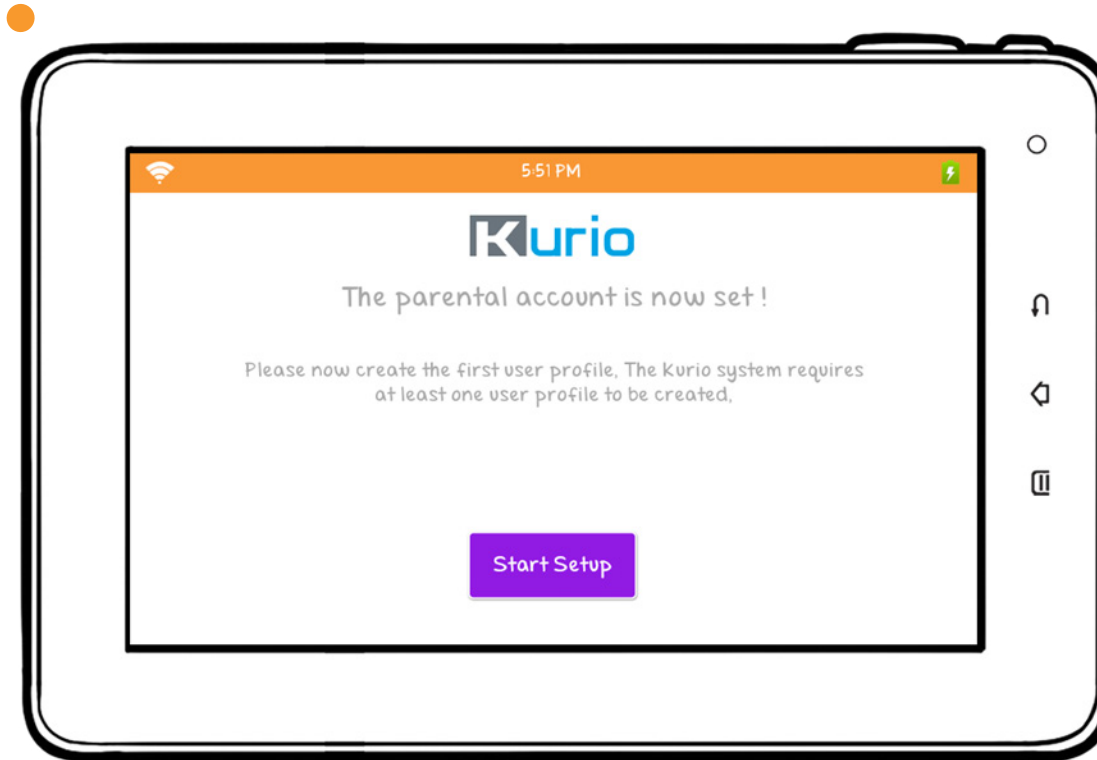 5:51 PM
Kurio
The parental account is now set !
Please now create the first user profile. The Kurio system requires
at least one user profile to be created.
Start Setup